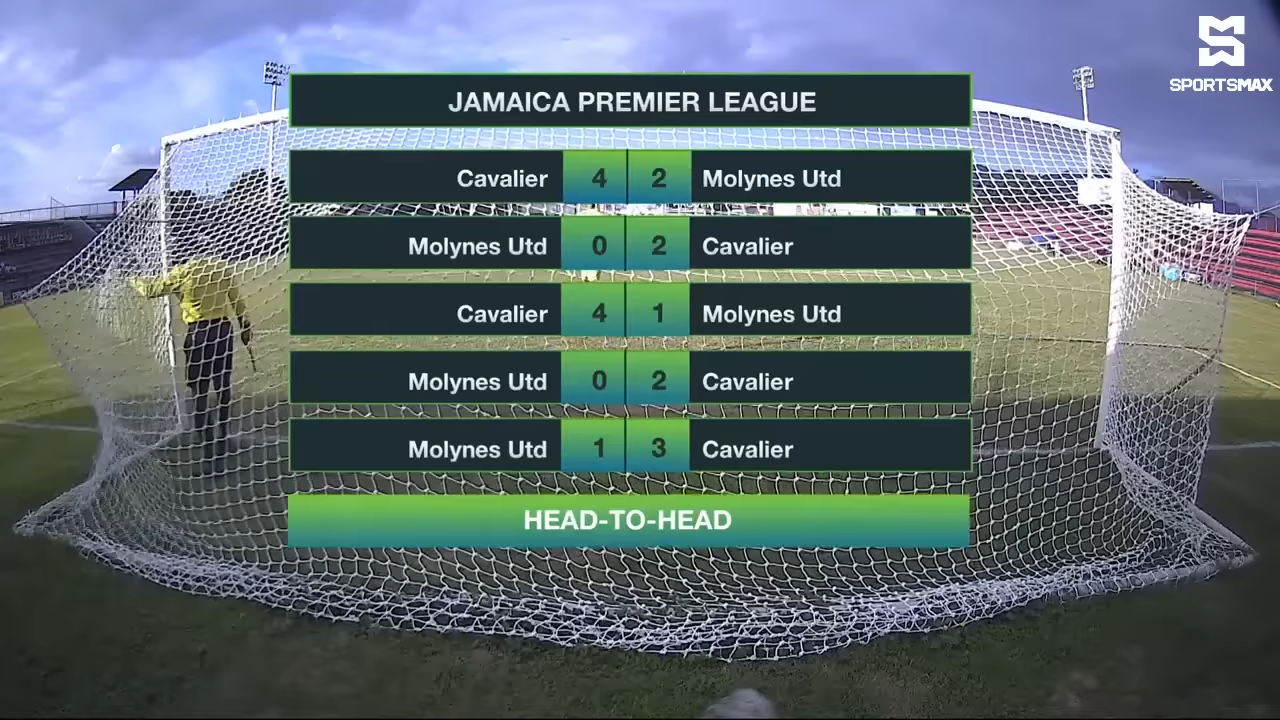 SPORTSMAX
JAMAICA PREMIER LEAGUE
Cavalier 4 2 Molynes Utd
Molynes Utd 0 2 Cavalier
Cavalier 4 1 Molynes Utd
Molynes Utd 0 2 Cavalier
Molynes Utd 1 3 Cavalier
HEAD-TO-HEAD